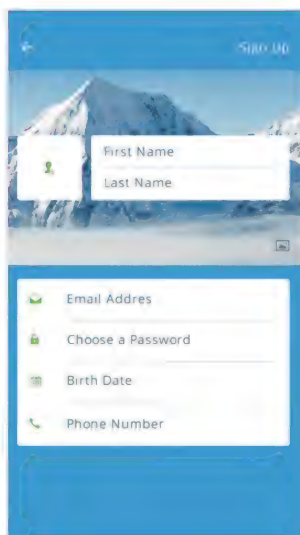 Sign Up
First Name
Last Name
Email Addres
Choose a Password
Birth Date
Phone Number